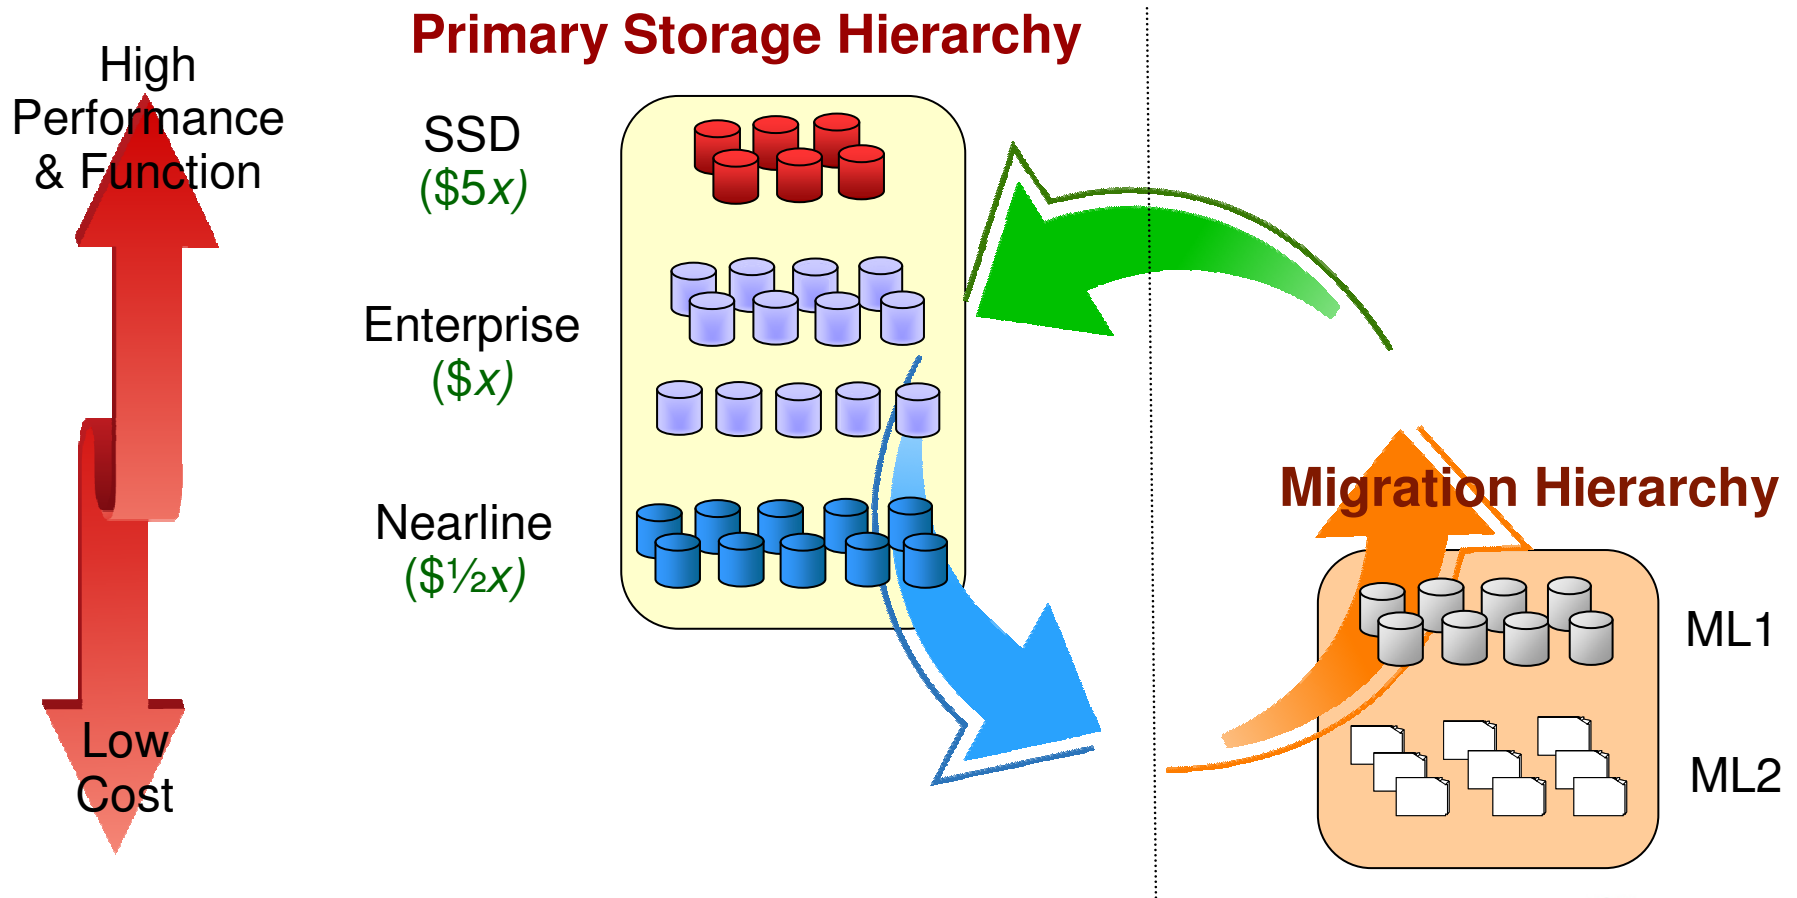 Primary Storage Hierarchy
High
Performance
& Function
SSD
($5x)
Enterprise
($x)
Nearline
($½x)
Low
Cost
Migration Hierarchy
ML1
ML2